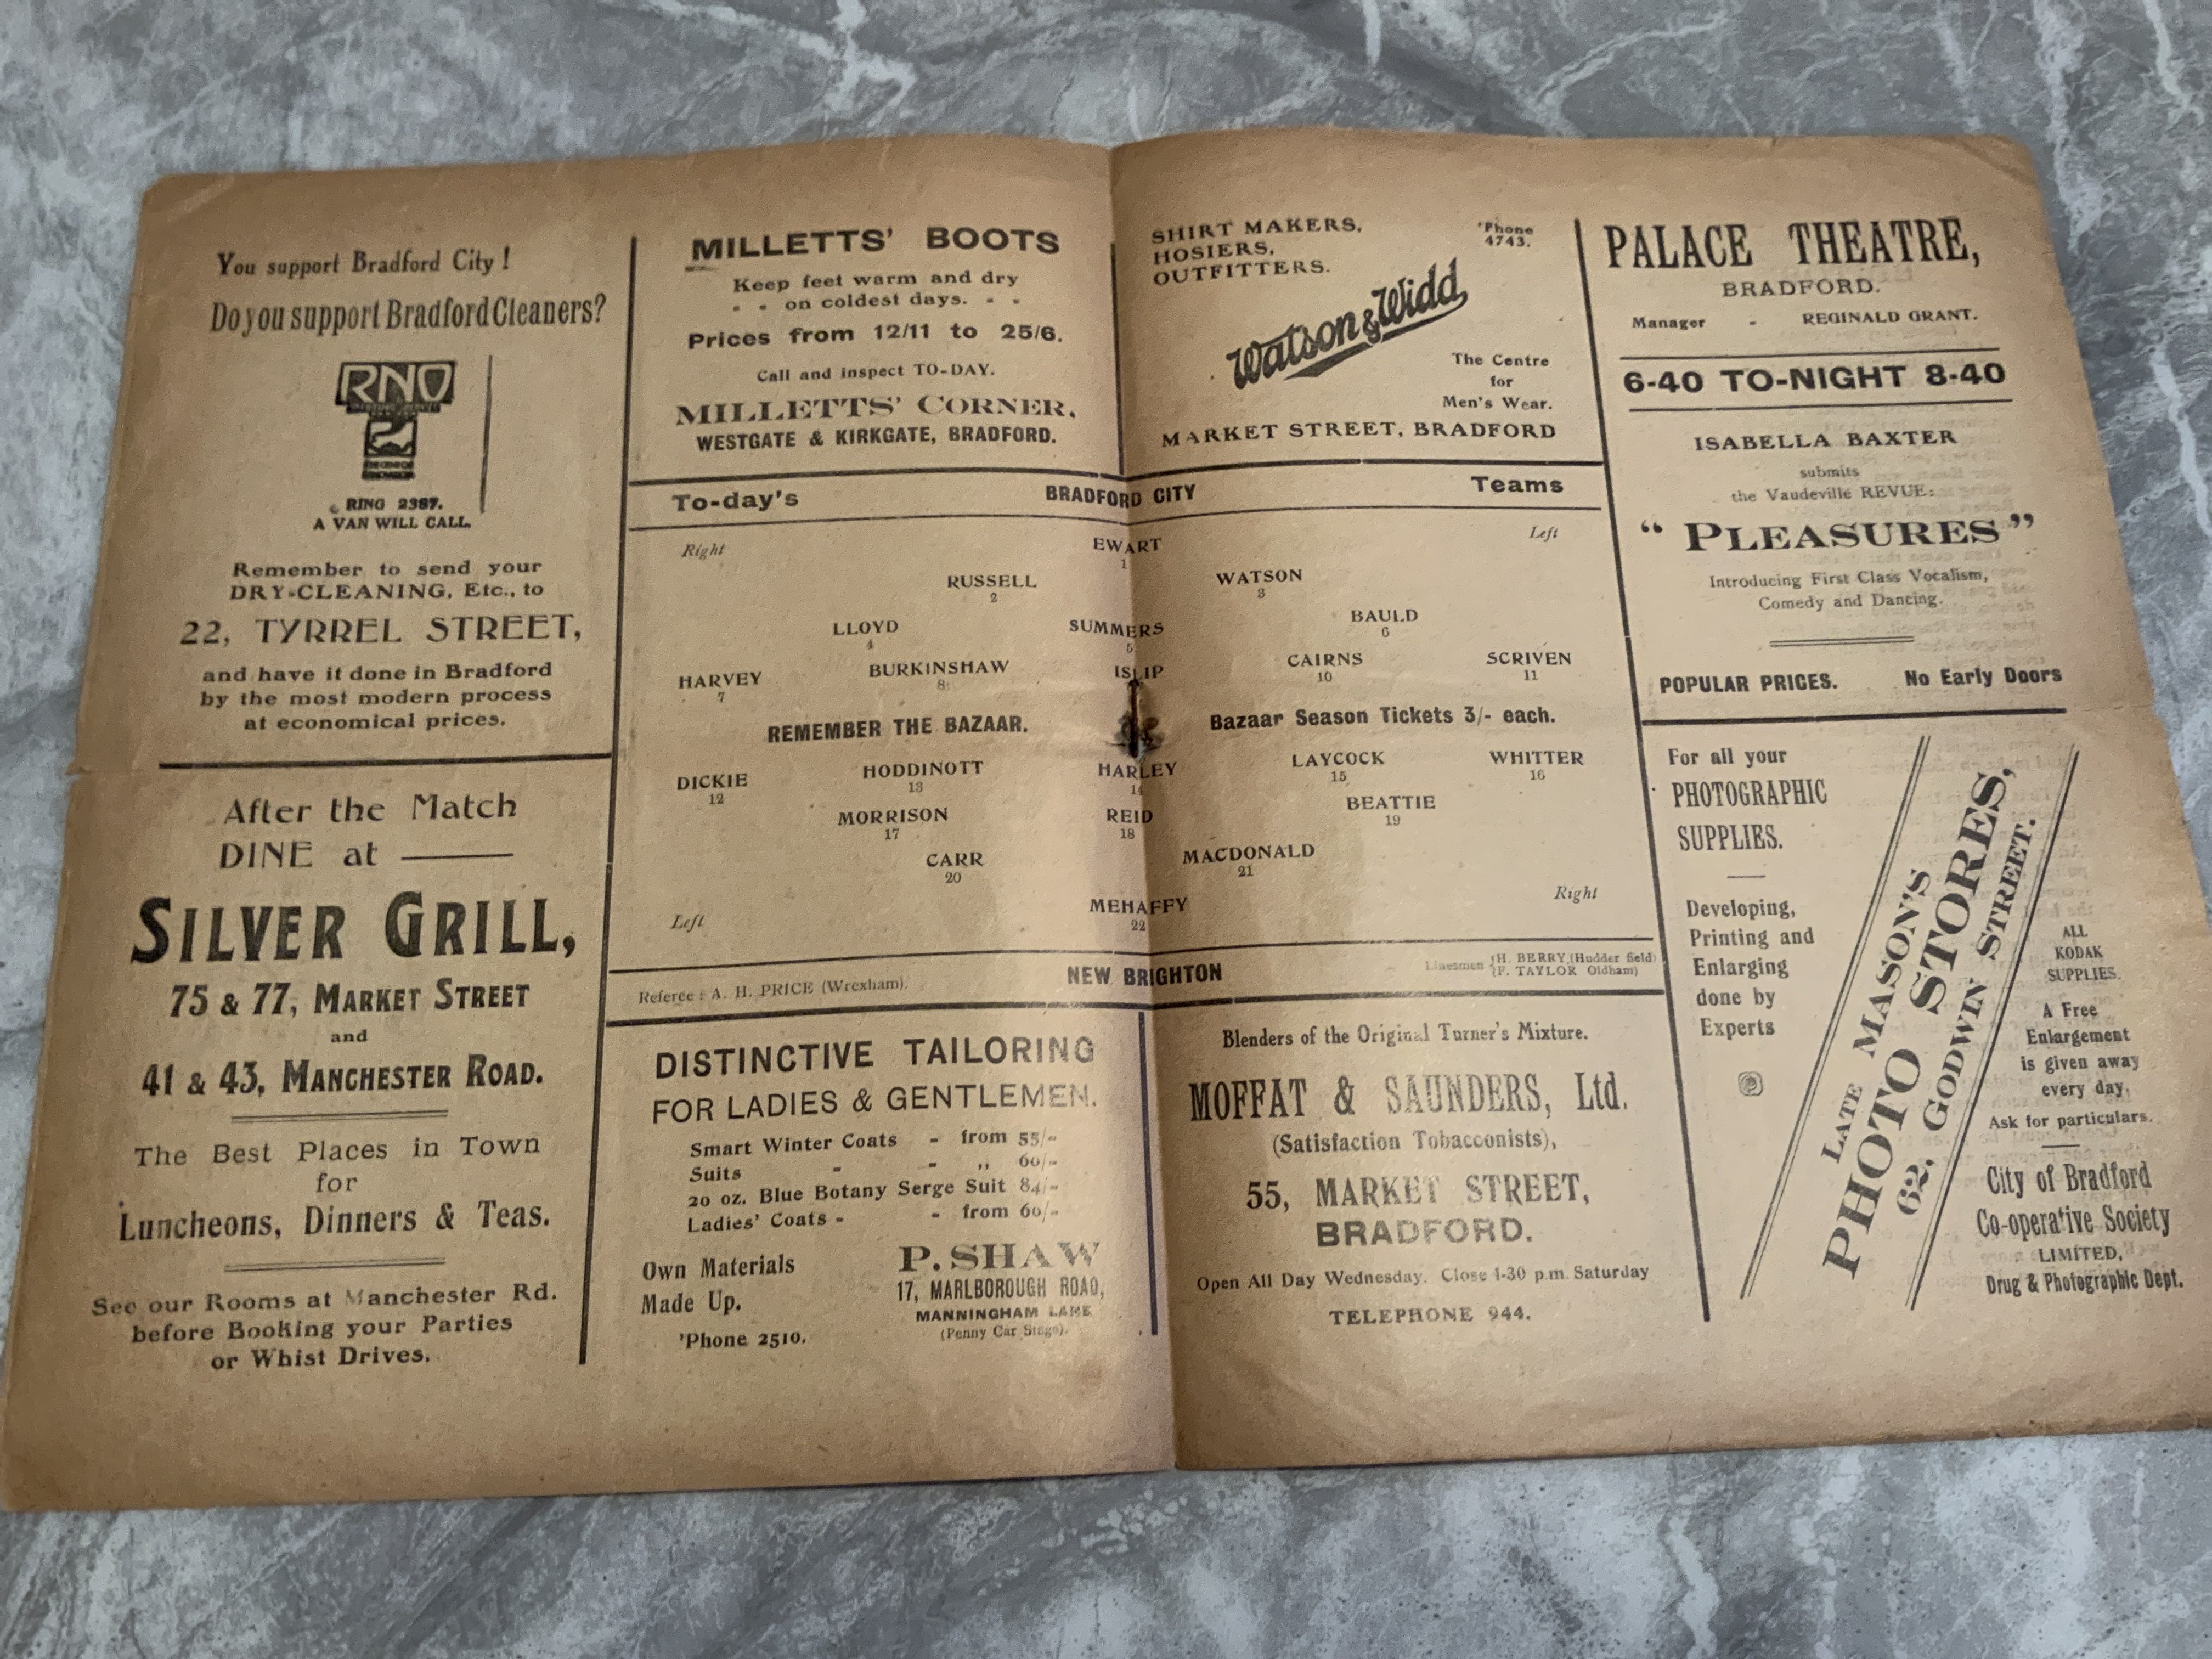 You support Bradford City !
Do you support Bradford Cleaners?
RING 2387.
A VAN WILL CALL.
Remember to send your
DRY-CLEANING, Etc., to
22, TYRREL STREET,
and have it done in Bradford
by the most modern process
at economical prices.
After the Match
DINE at
SILVER GRILL,
75 & 77, MARKET STREET
and
41 & 43, MANCHESTER ROAD.
The Best Places in Town
for
Luncheons, Dinners & Teas.
See our Rooms at Manchester Rd.
before Booking your Parties
or Whist Drives.
MILLETTS' BOOTS
Keep feet warm and dry
- - on coldest days. - -
Prices from 12/11 to 25/6.
Call and inspect TO-DAY.
MILLETTS' CORNER,
WESTGATE & KIRKGATE, BRADFORD.
SHIRT MAKERS,
HOSIERS,
OUTFITTERS.
'Phone
4743.
Watson & Widd
The Centre
for
Men's Wear.
MARKET STREET, BRADFORD
To-day's BRADFORD CITY Teams
Right Left
EWART
1
RUSSELL WATSON
2 3
LLOYD SUMMERS BAULD
4 5 6
HARVEY BURKINSHAW ISLIP CAIRNS SCRIVEN
7 8 10 11
REMEMBER THE BAZAAR. Bazaar Season Tickets 3/- each.
DICKIE HODDINOTT HARLEY LAYCOCK WHITTER
12 13 14 15 16
MORRISON REID BEATTIE
17 18 19
CARR MACDONALD
20 21
MEHAFFY
22
Left Right
Referee : A. H. PRICE (Wrexham). NEW BRIGHTON Linesmen
H. BERRY (Hudder field)
F. TAYLOR Oldham)
DISTINCTIVE TAILORING
FOR LADIES & GENTLEMEN.
Smart Winter Coats - from 55/-
Suits - - ,, 60/-
20 oz. Blue Botany Serge Suit 84/-
Ladies' Coats - - from 60/-
Own Materials
Made Up.
'Phone 2510.
P. SHAW
17, MARLBOROUGH ROAD,
MANNINGHAM LANE
(Penny Car Stage).
Blenders of the Original Turner's Mixture.
MOFFAT & SAUNDERS, Ltd.
(Satisfaction Tobacconists),
55, MARKET STREET,
BRADFORD.
Open All Day Wednesday. Close 1-30 p.m. Saturday
TELEPHONE 944.
PALACE THEATRE,
BRADFORD.
Manager - REGINALD GRANT.
6-40 TO-NIGHT 8-40
ISABELLA BAXTER
submits
the Vaudeville REVUE:
"PLEASURES"
Introducing First Class Vocalism,
Comedy and Dancing.
POPULAR PRICES. No Early Doors
For all your
PHOTOGRAPHIC
SUPPLIES.
Developing,
Printing and
Enlarging
done by
Experts
LATE MASON'S
PHOTO STORES,
62, GODWIN STREET.
ALL
KODAK
SUPPLIES.
A Free
Enlargement
is given away
every day.
Ask for particulars.
City of Bradford
Co-operative Society
LIMITED,
Drug & Photographic Dept.